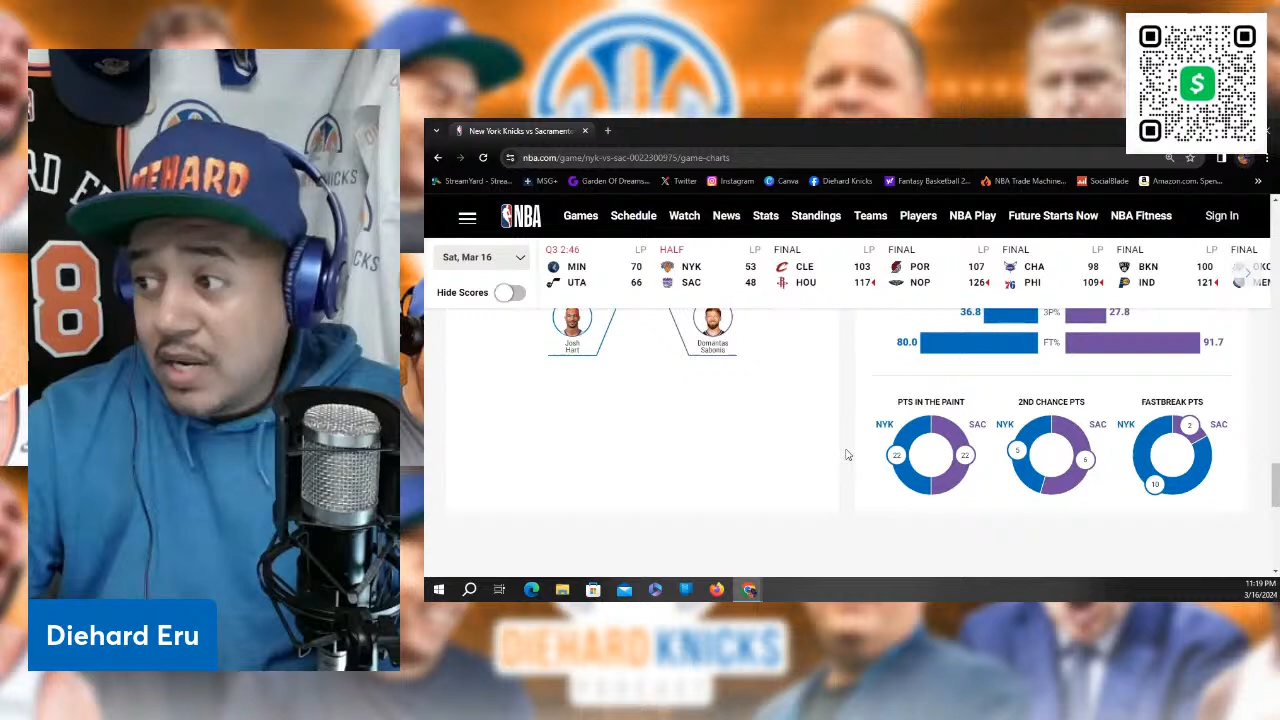 DIEHARD
KNICKS
CKS
RD E
8
Diehard Eru
New York Knicks vs Sacrament
nba.com/game/nyk-vs-sac-0022300975/game-charts
StreamYard - Strea... MSG+ Garden Of Dreams... X Twitter Instagram Canva Diehard Knicks Fantasy Basketball 2... NBA Trade Machine... SocialBlade Amazon.com. Spen...
NBA Games Schedule Watch News Stats Standings Teams Players NBA Play Future Starts Now NBA Fitness Sign In
Sat, Mar 16
Hide Scores
Q3 2:46 LP
MIN 70
UTA 66
HALF LP
NYK 53
SAC 48
FINAL LP
CLE 103
HOU 117
FINAL LP
POR 107
NOP 126
FINAL LP
CHA 98
PHI 109
FINAL LP
BKN 100
IND 121
FINAL
OKC
MEM
Josh
Hart
Domantas
Sabonis
36.8 3P% 27.8
80.0 FT% 91.7
PTS IN THE PAINT
NYK SAC
22 22
2ND CHANCE PTS
NYK SAC
5 6
FASTBREAK PTS
NYK SAC
2
10
11:19 PM
3/16/2024
$
DIEHARD KNICKS
PODCAST